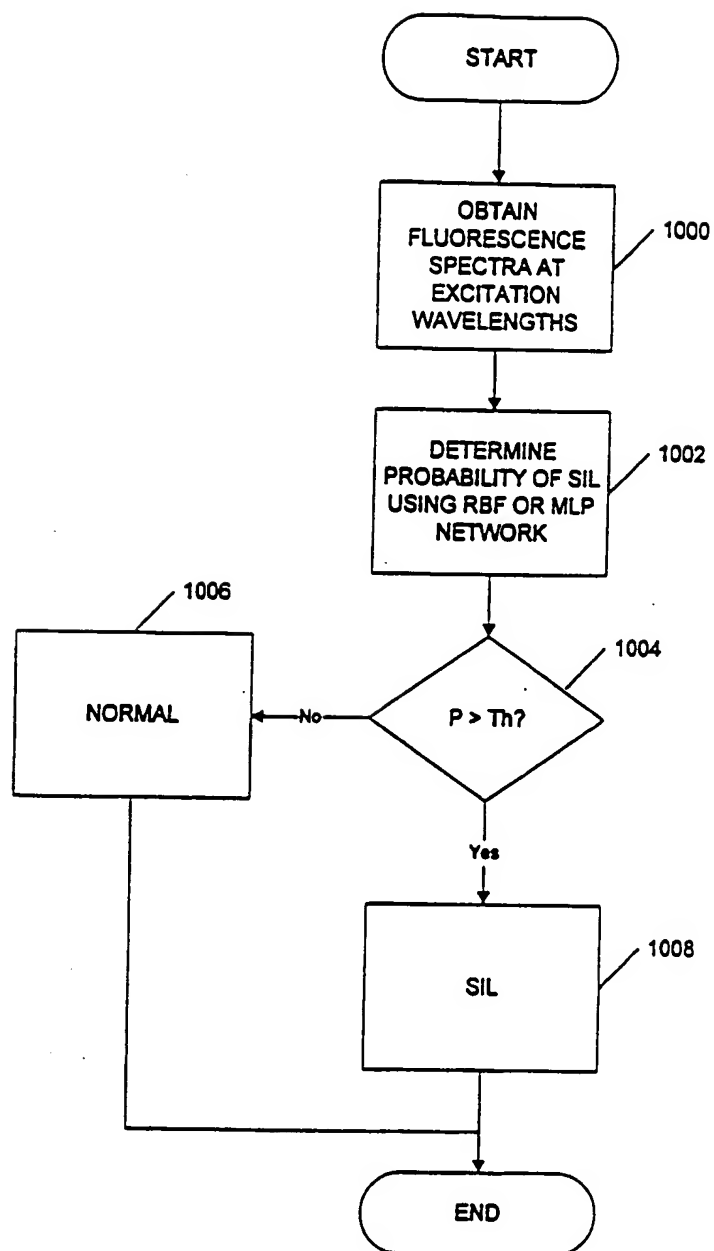 START
OBTAIN
FLUORESCENCE
SPECTRA AT
EXCITATION
WAVELENGTHS
1000
DETERMINE
PROBABILITY OF SIL
USING RBF OR MLP
NETWORK
1002
1006
NORMAL
No
P > Th?
1004
Yes
SIL
1008
END